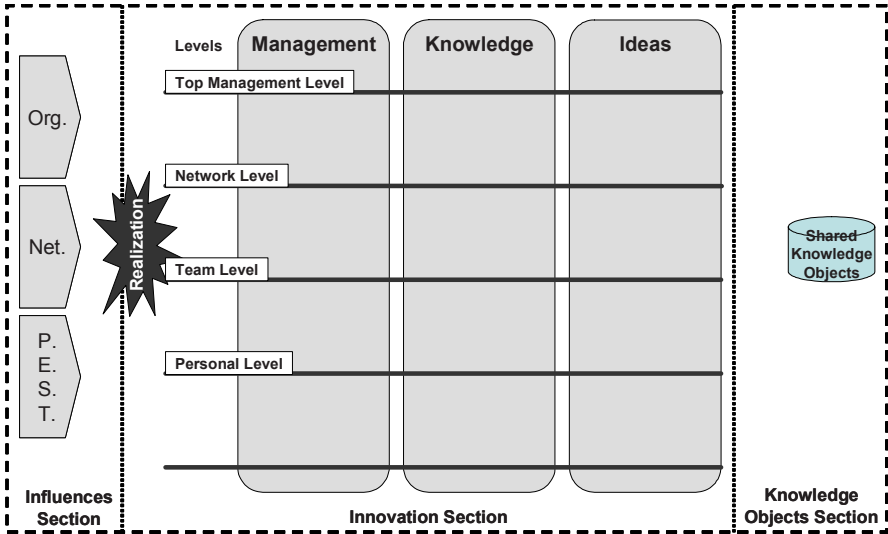 Levels
Management
Knowledge
Ideas
Top Management Level
Org.
Network Level
Realization
Net.
Shared
Knowledge
Objects
Team Level
P.
E.
S.
T.
Personal Level
Influences
Section
Innovation Section
Knowledge
Objects Section